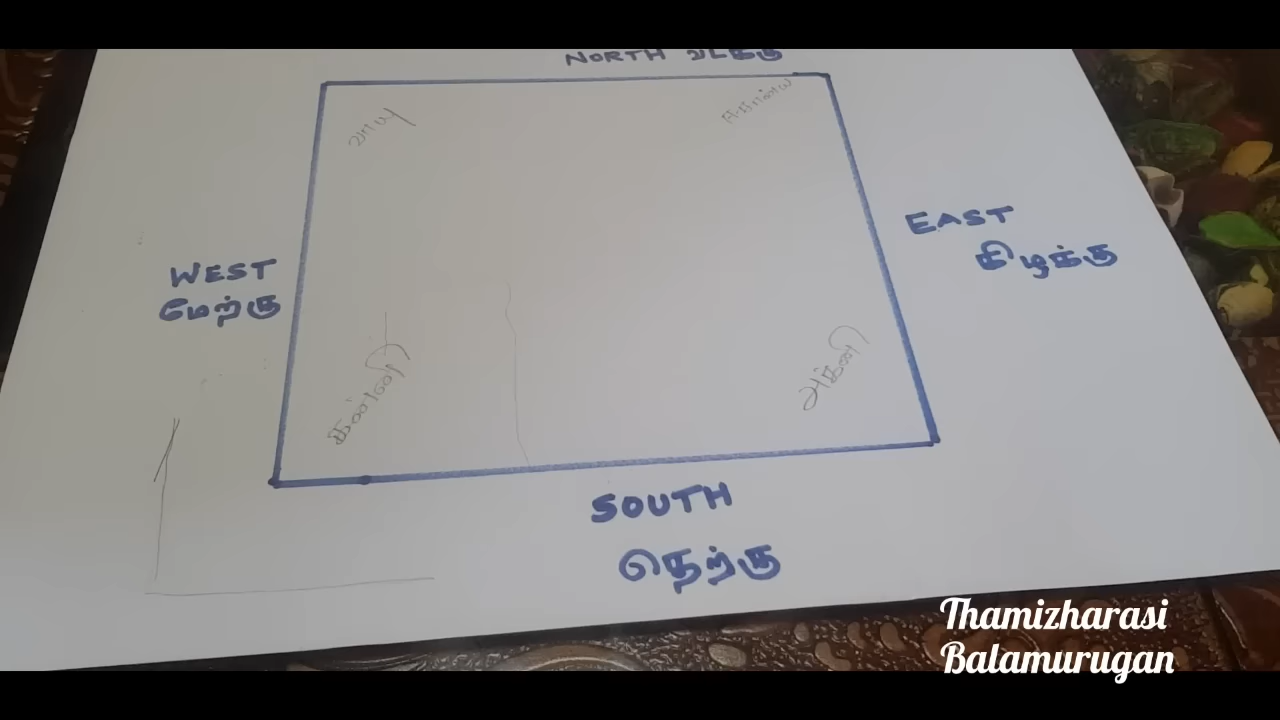 NORTH வடக்கு
வாயு
ஈசான்ய
EAST
கிழக்கு
WEST
மேற்கு
கன்னி
அக்னி
SOUTH
தெற்கு
Thamizharasi
Balamurugan